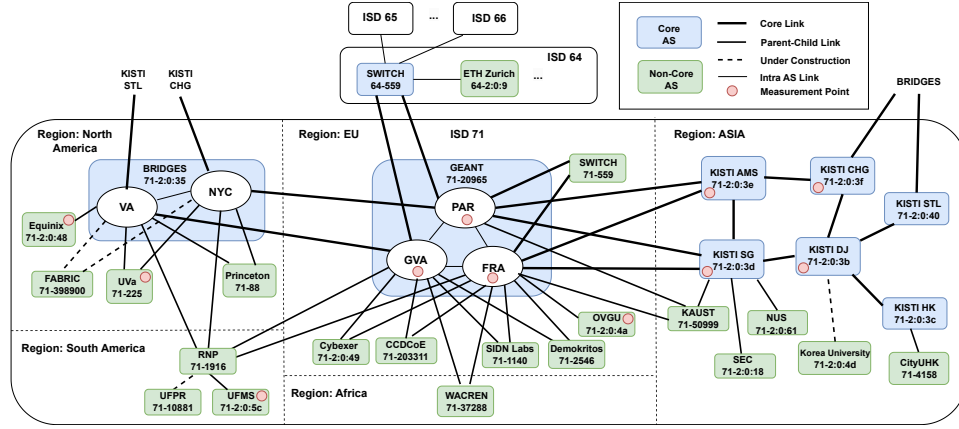 ISD 65
...
ISD 66
ISD 64
SWITCH
64-559
ETH Zurich
64-2:0:9
...
Core
AS
Non-Core
AS
Core Link
Parent-Child Link
Under Construction
Intra AS Link
Measurement Point
KISTI
STL
KISTI
CHG
BRIDGES
Region: North
America
Region: EU
ISD 71
Region: ASIA
BRIDGES
71-2:0:35
VA
NYC
Equinix
71-2:0:48
FABRIC
71-398900
UVa
71-225
Princeton
71-88
GEANT
71-20965
PAR
GVA
FRA
SWITCH
71-559
KISTI AMS
71-2:0:3e
KISTI CHG
71-2:0:3f
KISTI STL
71-2:0:40
KISTI SG
71-2:0:3d
KISTI DJ
71-2:0:3b
KISTI HK
71-2:0:3c
Region: South America
RNP
71-1916
UFPR
71-10881
UFMS
71-2:0:5c
Cybexer
71-2:0:49
CCDCoE
71-203311
SIDN Labs
71-1140
Demokritos
71-2546
OVGU
71-2:0:4a
KAUST
71-50999
NUS
71-2:0:61
SEC
71-2:0:18
Korea University
71-2:0:4d
CityUHK
71-4158
Region: Africa
WACREN
71-37288